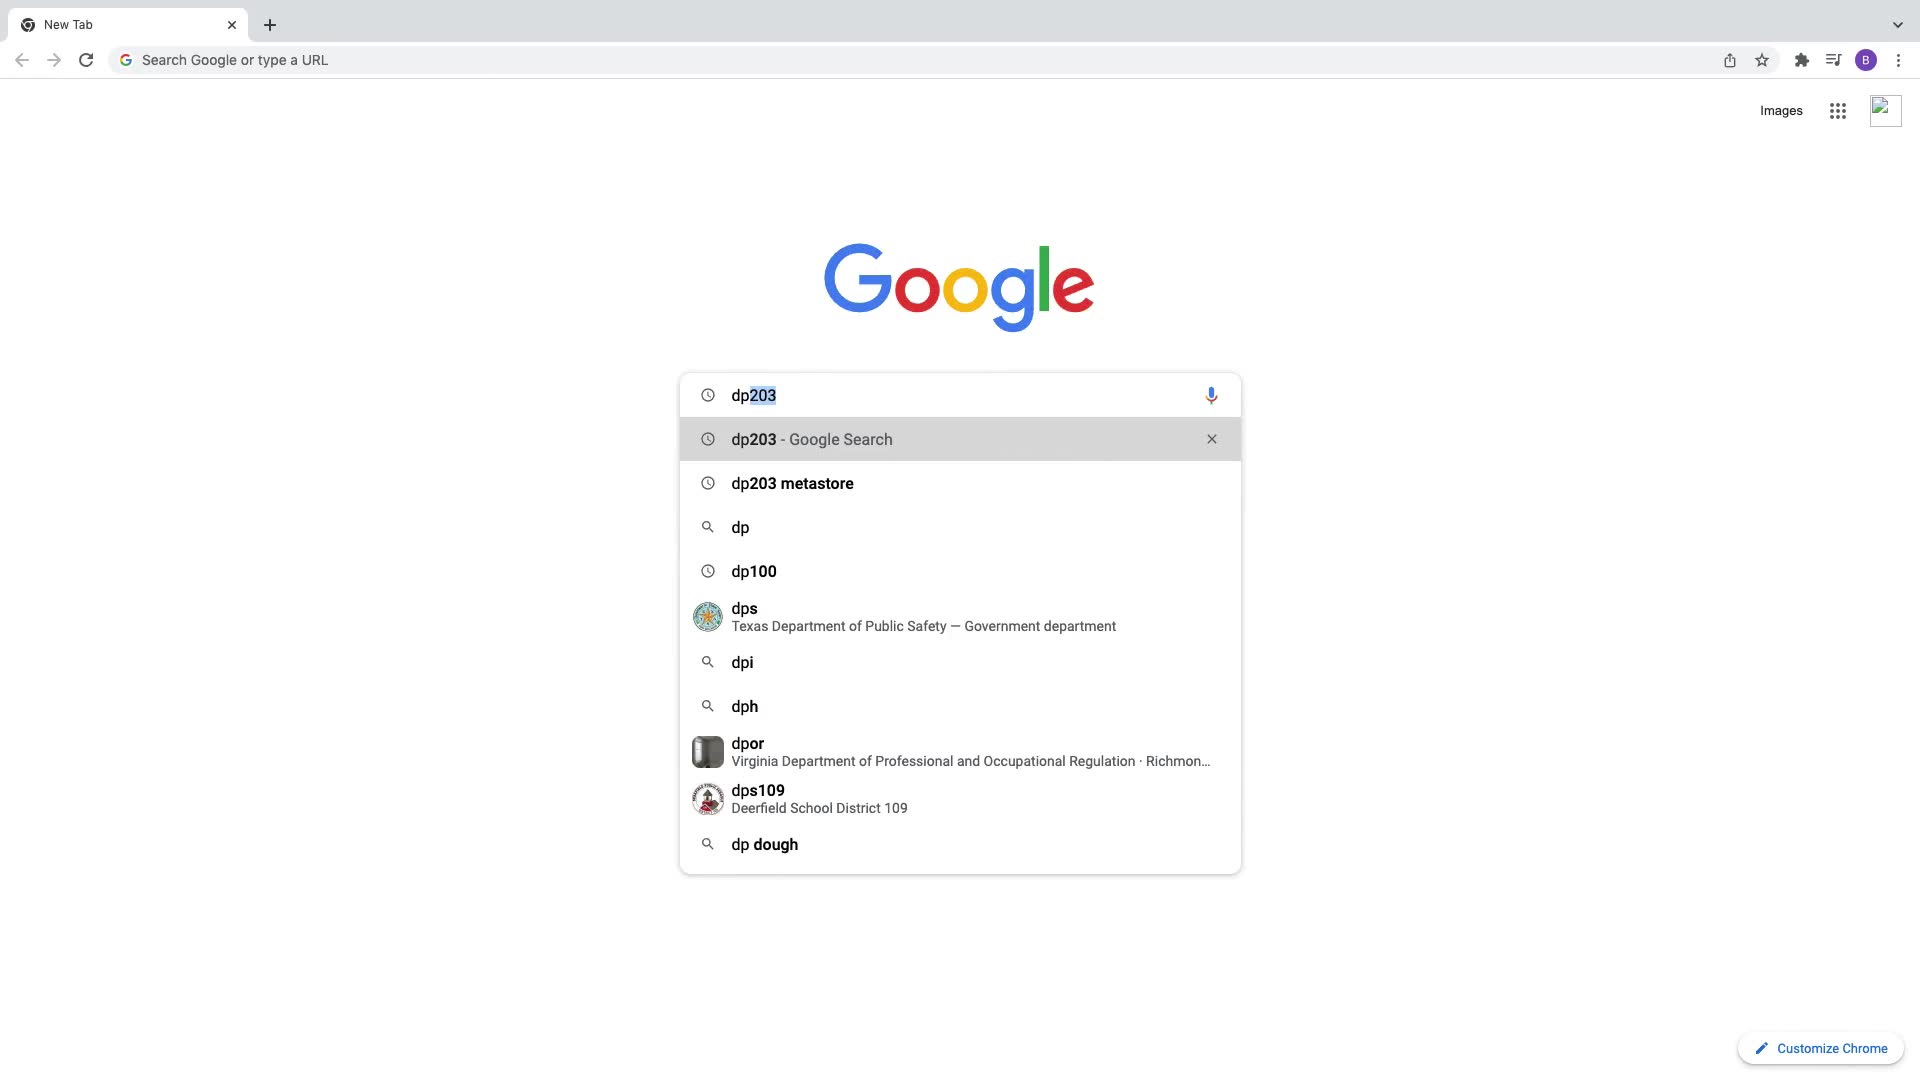 New Tab
Search Google or type a URL
B
Images
Google
dp203
dp203 - Google Search
dp203 metastore
dp
dp100
dps
Texas Department of Public Safety — Government department
dpi
dph
dpor
Virginia Department of Professional and Occupational Regulation · Richmon...
dps109
Deerfield School District 109
dp dough
Customize Chrome